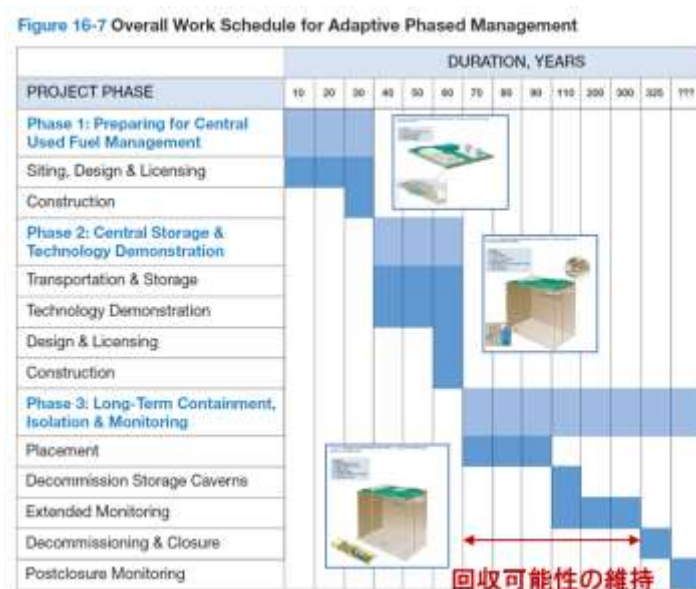 Figure 16-7 Overall Work Schedule for Adaptive Phased Management
DURATION, YEARS
PROJECT PHASE 10 20 30 40 50 60 70 80 90 110 200 300 325 ???
Phase 1: Preparing for Central
Used Fuel Management
Siting, Design & Licensing
Construction
Phase 2: Central Storage &
Technology Demonstration
Transportation & Storage
Technology Demonstration
Design & Licensing
Construction
Phase 3: Long-Term Containment,
Isolation & Monitoring
Placement
Decommission Storage Caverns
Extended Monitoring
Decommissioning & Closure
Postclosure Monitoring
回収可能性の維持